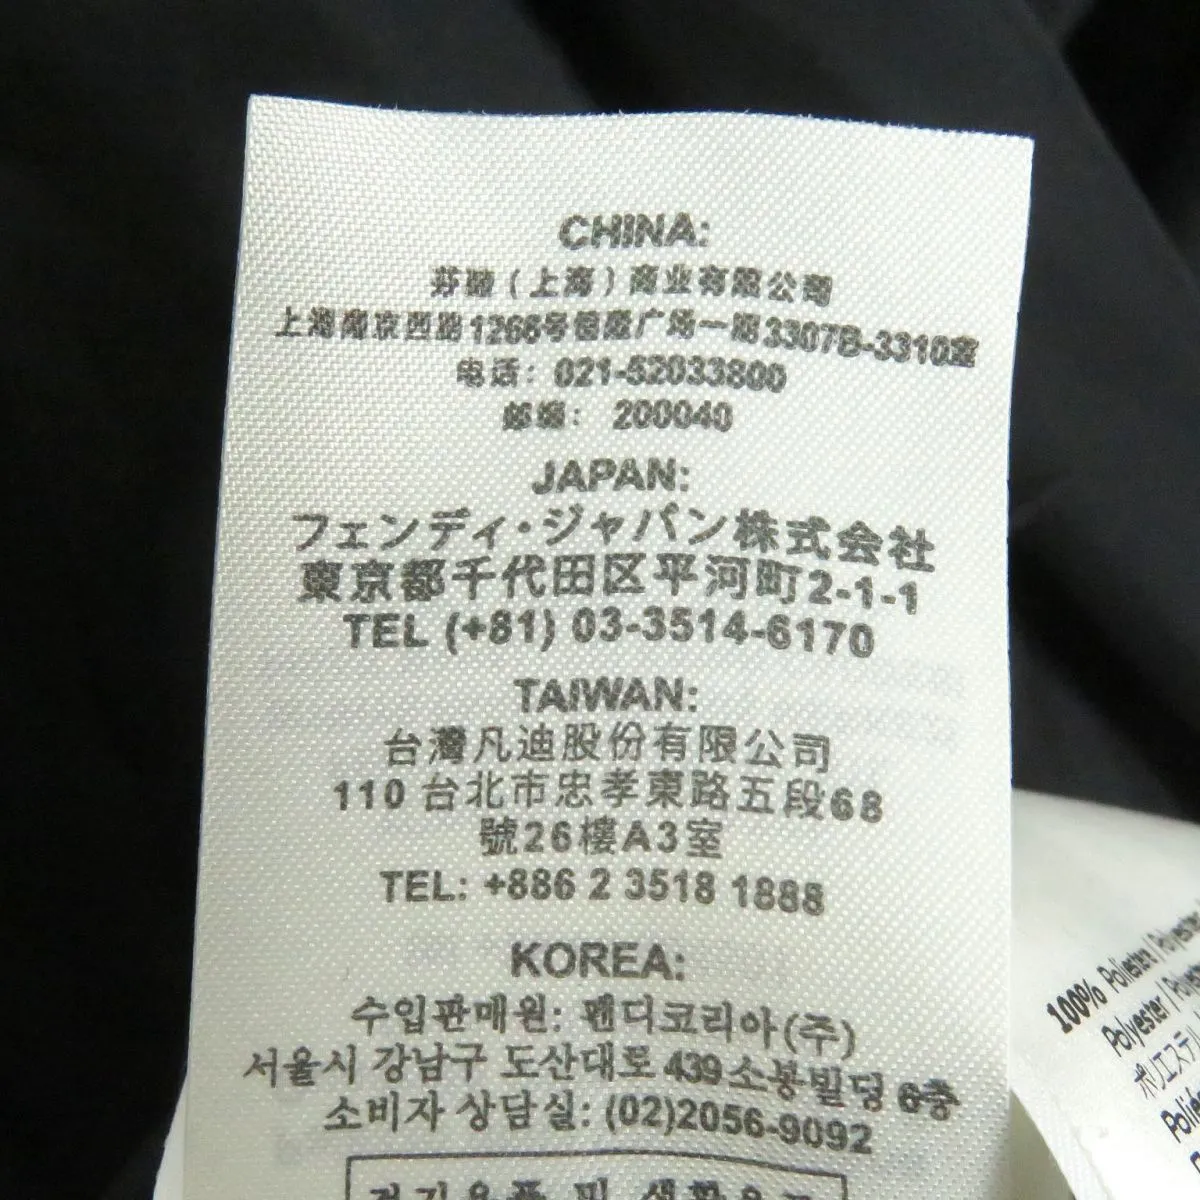 CHINA:
芬迪（上海）商业有限公司
上海南京西路1266号恒隆广场一期3307B-3310室
电话：021-52033800
邮编：200040
JAPAN:
フェンディ・ジャパン株式会社
東京都千代田区平河町2-1-1
TEL (+81) 03-3514-6170
TAIWAN:
台灣凡迪股份有限公司
110 台北市忠孝東路五段68
號26樓A3室
TEL: +886 2 3518 1888
KOREA:
수입판매원: 펜디코리아(주)
서울시 강남구 도산대로 439 소봉빌딩 6층
소비자 상담실: (02)2056-9092
100% Poliestere | Polyester
Polyester |
ポリエステル